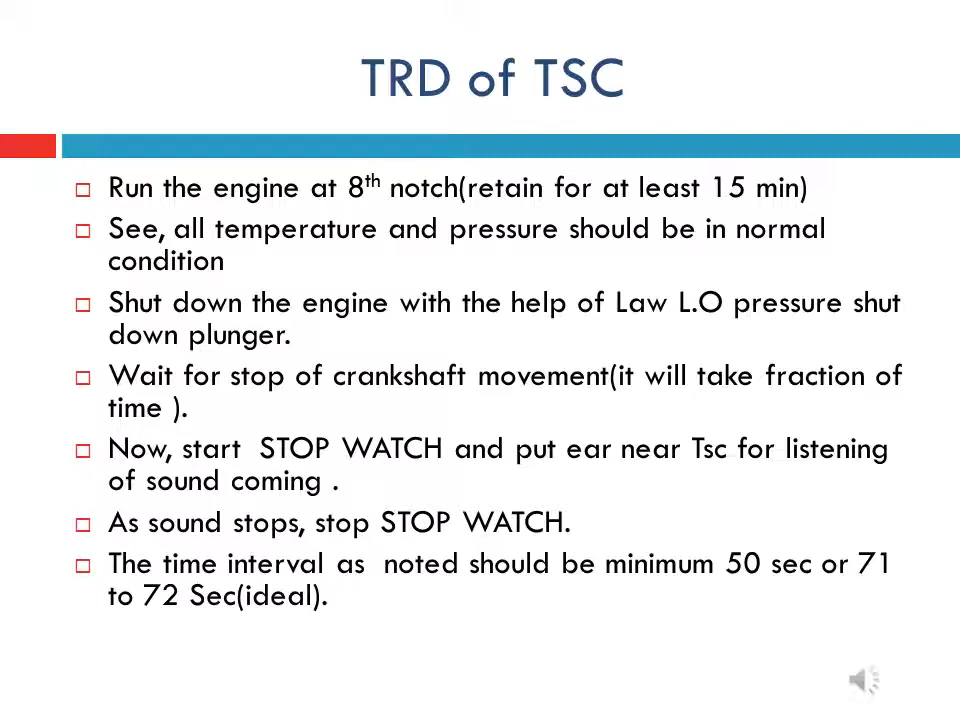 TRD of TSC
Run the engine at 8th notch(retain for at least 15 min)
See, all temperature and pressure should be in normal
condition
Shut down the engine with the help of Law L.O pressure shut
down plunger.
Wait for stop of crankshaft movement(it will take fraction of
time ).
Now, start STOP WATCH and put ear near Tsc for listening
of sound coming .
As sound stops, stop STOP WATCH.
The time interval as noted should be minimum 50 sec or 71
to 72 Sec(ideal).